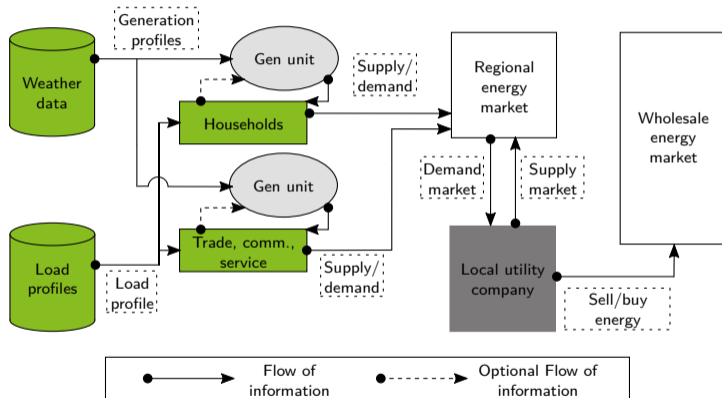 Generation
profiles
Weather
data
Gen unit
Supply/
demand
Households
Regional
energy
market
Wholesale
energy
market
Gen unit
Demand
market
Supply
market
Load
profiles
Load
profile
Trade, comm.,
service
Supply/
demand
Local utility
company
Sell/buy
energy
Flow of
information
Optional Flow of
information